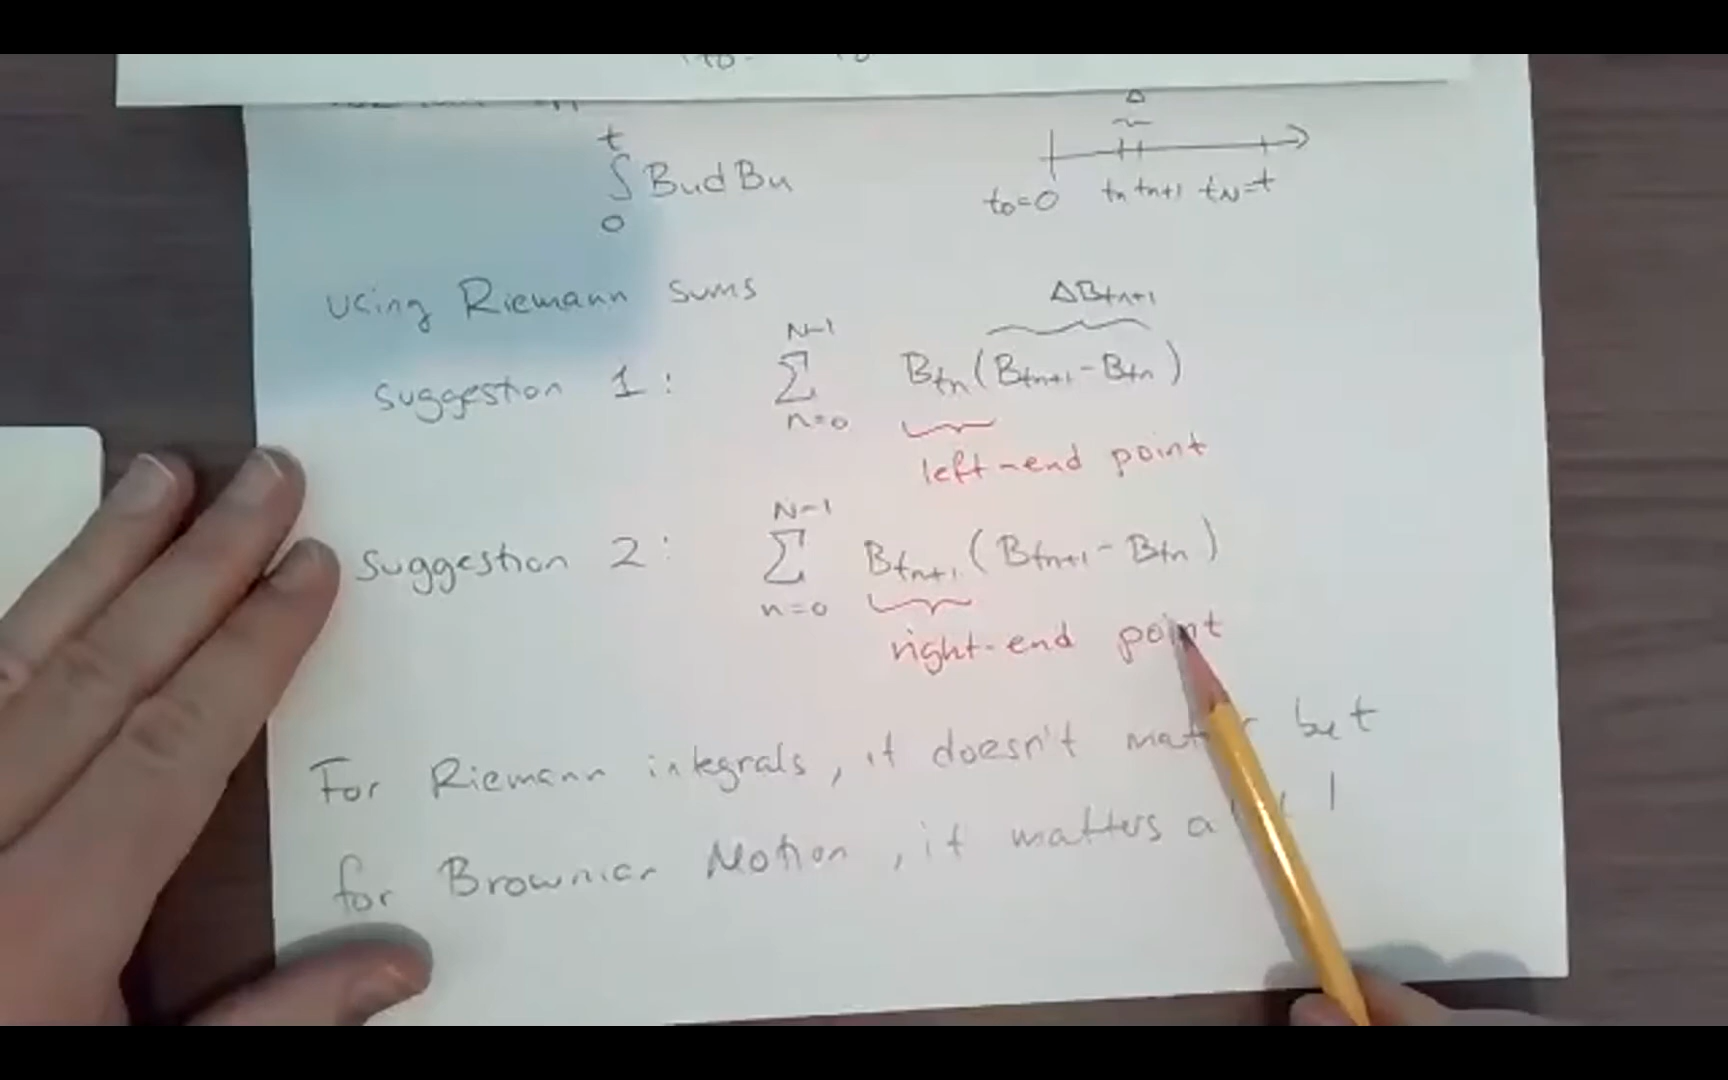 t
∫ BudBu
0
Δ
t0=0 tn tn+1 tN=t
using Riemann sums
ΔBtn+1
suggestion 1: N-1 Σ n=0 Btn (Btn+1 - Btn)
left-end point
suggestion 2: N-1 Σ n=0 Btn+1 (Btn+1 - Btn)
right-end point
For Riemann integrals, it doesn't matter but
for Brownian Motion, it matters a